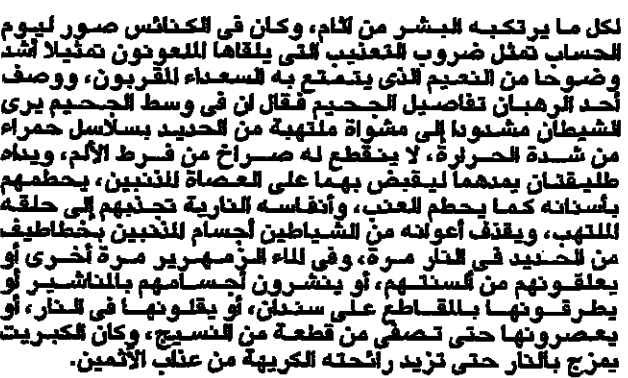 لكل ما يرتكبه البشر من آثام، وكان فى الكنائس صور ليوم
الحساب تمثل ضروب التعذيب التى يلقاها الملعونون تمثيلا أشد
وضوحا من النعيم الذى يتمتع به السعداء المقربون، ووصف
أحد الرهبان تفاصيل الجحيم فقال ان فى وسط الجحيم يرى
الشيطان مشدودا إلى مشواة ملتهبة من الحديد بسلاسل حمراء
من شدة الحرارة، لا ينقطع له صراخ من فرط الألم، ويداه
طليقتان يمدهما ليقبض بهما على العصاة المذنبين، يحطمهم
بأسنانه كما يحطم العنب، وأنفاسه النارية تجذبهم إلى حلقه
الملتهب، ويقذف أعوانه من الشياطين أجسام المذنبين بخطاطيف
من الحديد فى النار مرة، وفى الماء الزمهرير مرة أخرى أو
يعلقونهم من ألسنتهم، أو ينشرون أجسامهم بالمناشير أو
يطرقونها بالمقاطع على سندان، أو يقلونها فى النار، أو
يعصرونها حتى تصفى من قطعة من النسيج، وكان الكبريت
يمزج بالنار حتى تزيد رائحته الكريهة من عذاب الآثمين.